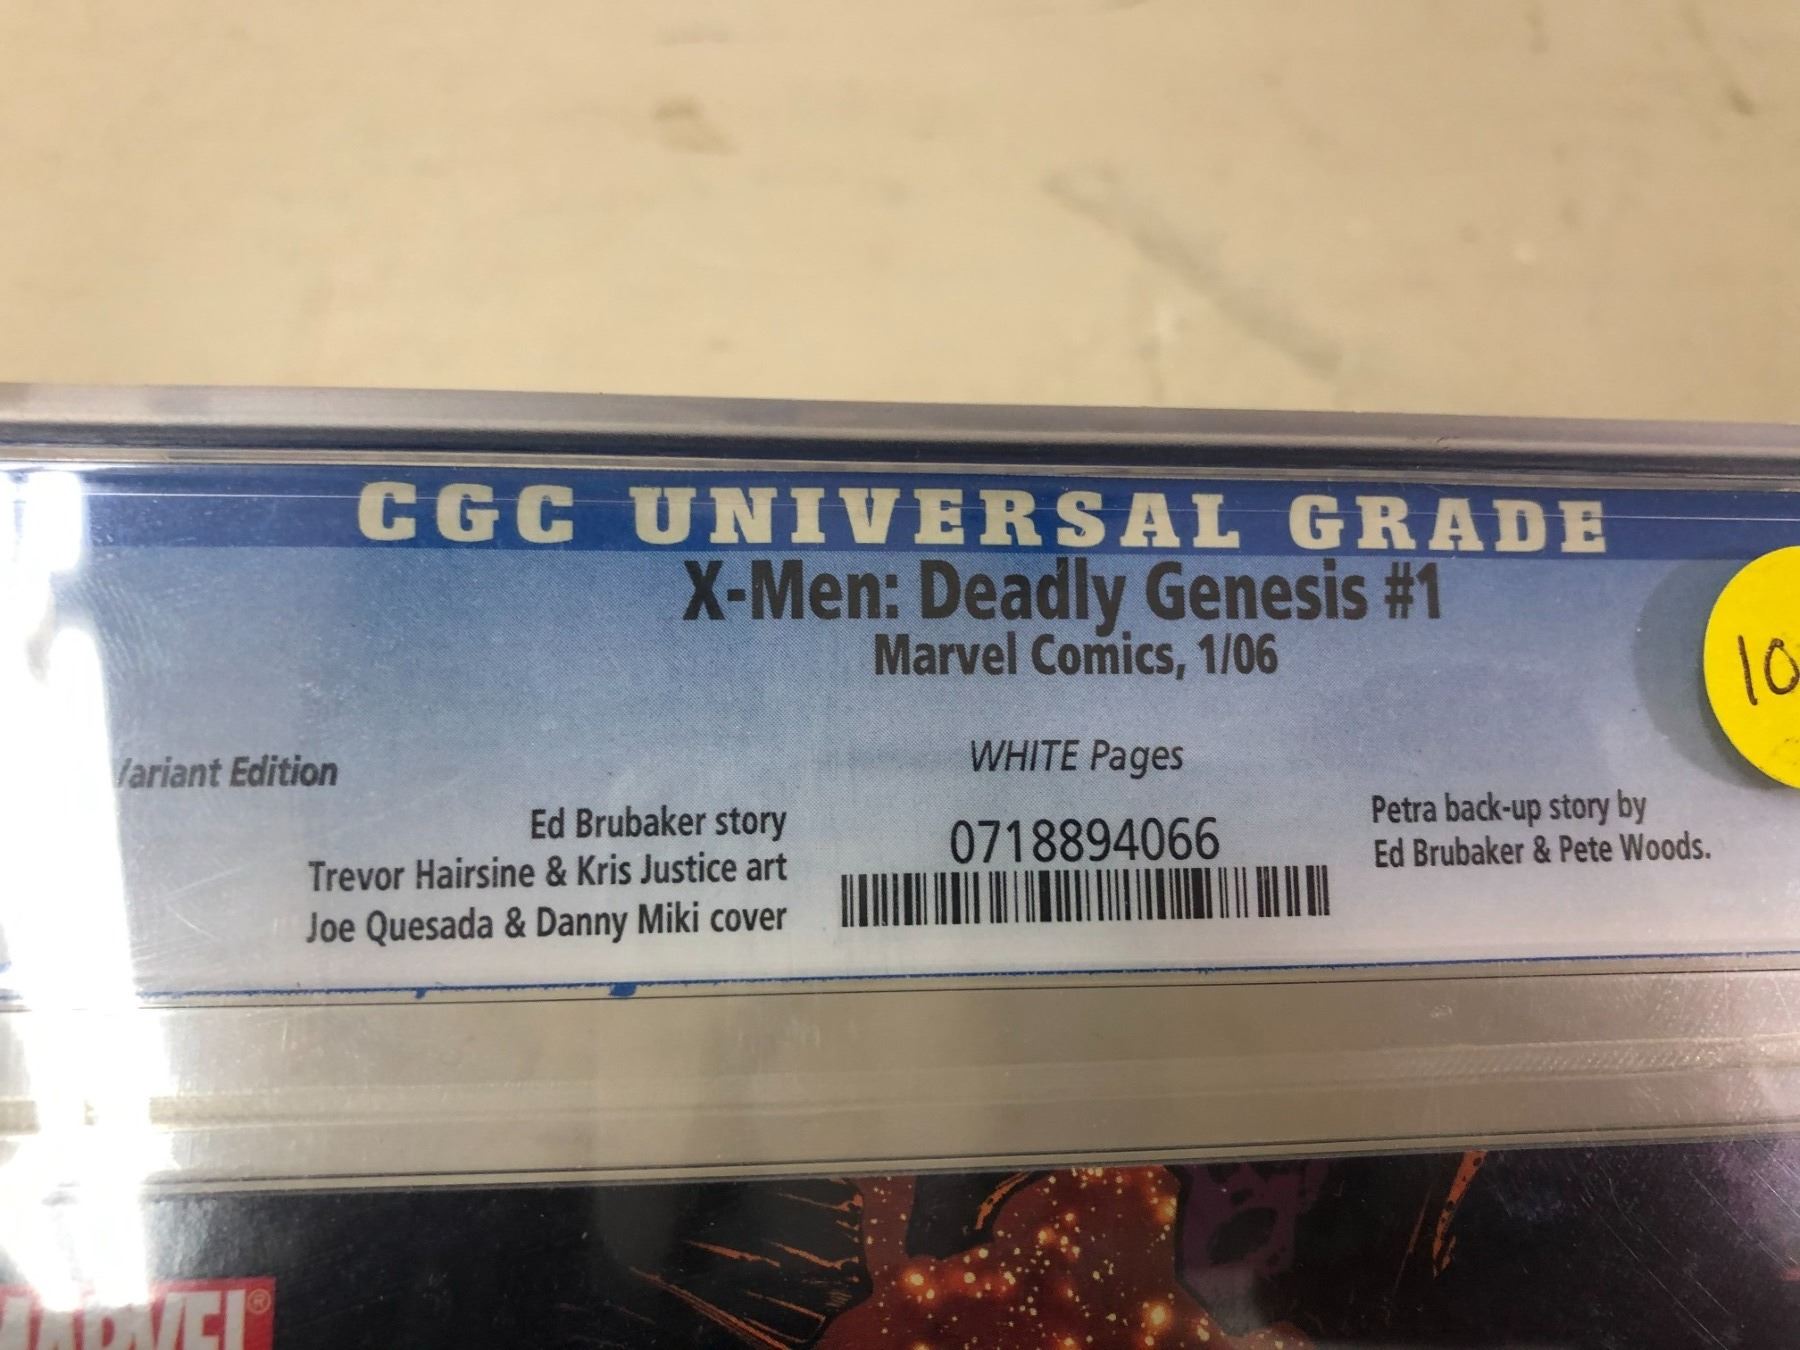 CGC UNIVERSAL GRADE
X-Men: Deadly Genesis #1
Marvel Comics, 1/06
10
WHITE Pages
Variant Edition
Ed Brubaker story
Trevor Hairsine & Kris Justice art
Joe Quesada & Danny Miki cover
0718894066
Petra back-up story by
Ed Brubaker & Pete Woods.
MARVEL®